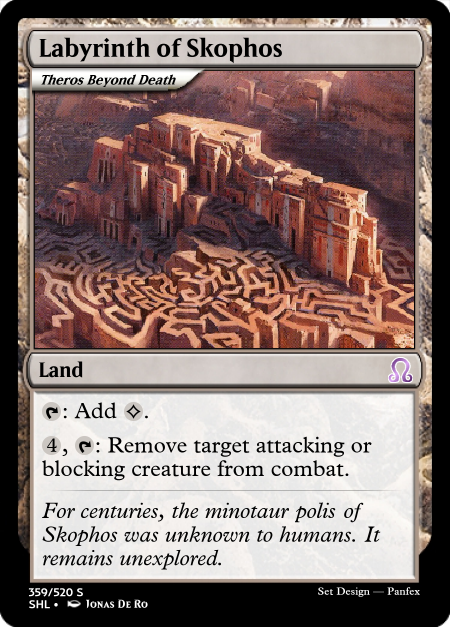 Labyrinth of Skophos
Theros Beyond Death
Land
: Add .
4, : Remove target attacking or
blocking creature from combat.
For centuries, the minotaur polis of
Skophos was unknown to humans. It
remains unexplored.
359/520 S
Set Design — Panfex
SHL • Jonas De Ro